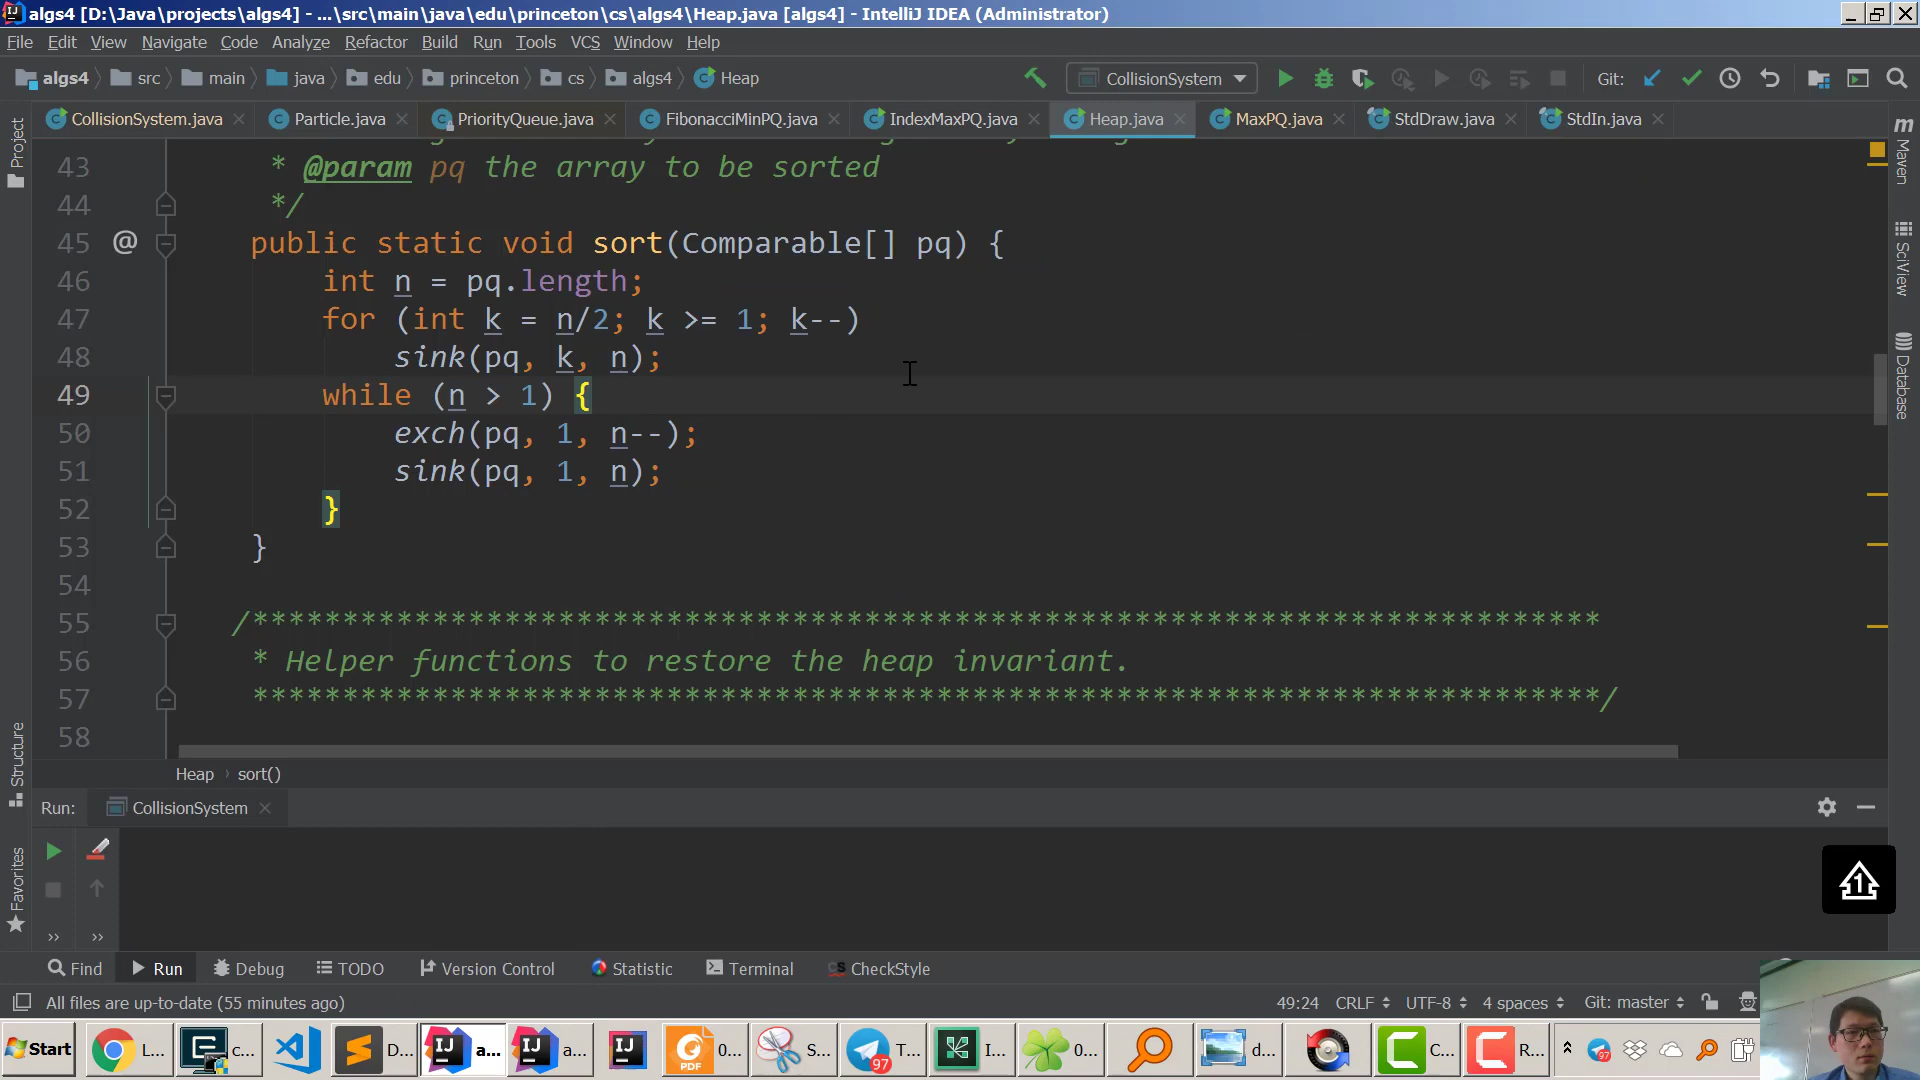 algs4 [D:\Java\projects\algs4] - ...\src\main\java\edu\princeton\cs\algs4\Heap.java [algs4] - IntelliJ IDEA (Administrator)
File Edit View Navigate Code Analyze Refactor Build Run Tools VCS Window Help
algs4 src main java edu princeton cs algs4 Heap CollisionSystem Git:
CollisionSystem.java Particle.java PriorityQueue.java FibonacciMinPQ.java IndexMaxPQ.java Heap.java MaxPQ.java StdDraw.java StdIn.java
Project
Maven
SciView
Database
43 * @param pq the array to be sorted
44 */
45 @ public static void sort(Comparable[] pq) {
46 int n = pq.length;
47 for (int k = n/2; k >= 1; k--)
48 sink(pq, k, n);
49 while (n > 1) {
50 exch(pq, 1, n--);
51 sink(pq, 1, n);
52 }
53 }
54
55 /***************************************************************************
56 * Helper functions to restore the heap invariant.
57 ***************************************************************************/
58
Structure
Favorites
Heap › sort()
Run: CollisionSystem
Find Run Debug TODO Version Control Statistic Terminal CheckStyle
All files are up-to-date (55 minutes ago) 49:24 CRLF UTF-8 4 spaces Git: master
Start L... c... D... a... a... 0... S... T... I... 0... d... C... R...
97
97
PDF